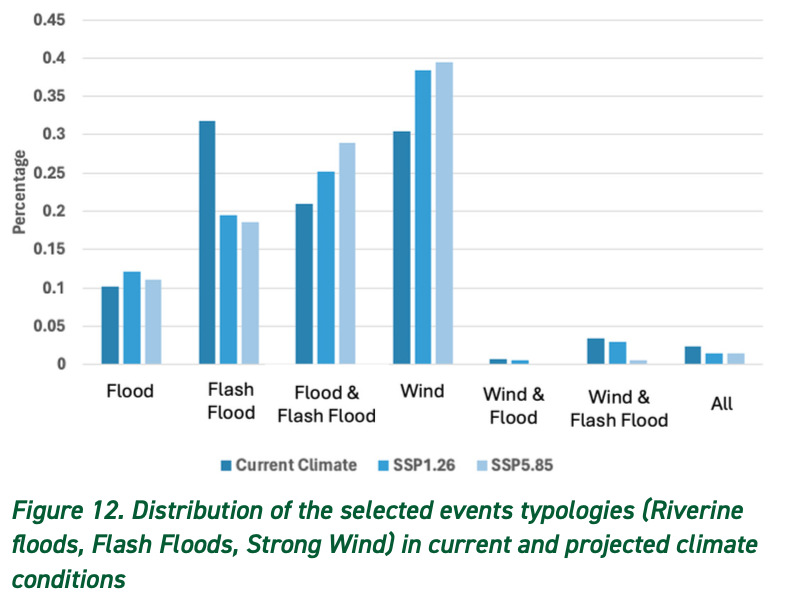 0.45
0.4
0.35
0.3
0.25
0.2
0.15
0.1
0.05
0
Percentage
Flood
Flash
Flood
Flood &
Flash Flood
Wind
Wind &
Flood
Wind &
Flash Flood
All
Current Climate SSP1.26 SSP5.85
Figure 12. Distribution of the selected events typologies (Riverine
floods, Flash Floods, Strong Wind) in current and projected climate
conditions